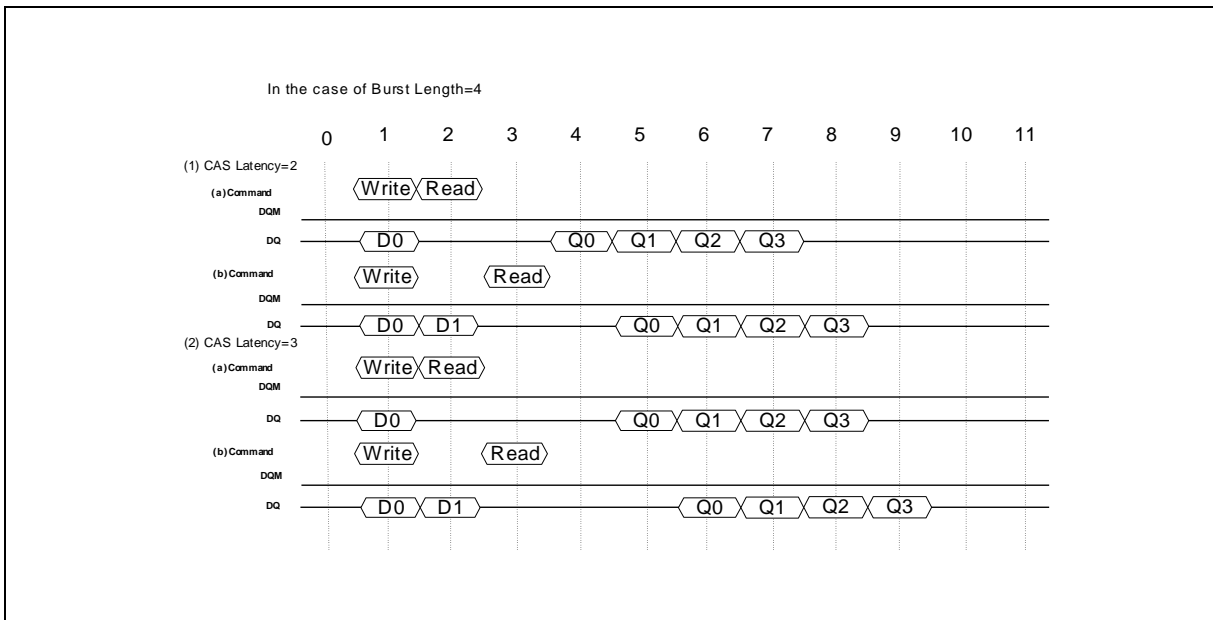 In the case of Burst Length=4
0 1 2 3 4 5 6 7 8 9 10 11
(1) CAS Latency=2
(a)Command Write Read
DQM
DQ D0 Q0 Q1 Q2 Q3
(b)Command Write Read
DQM
DQ D0 D1 Q0 Q1 Q2 Q3
(2) CAS Latency=3
(a)Command Write Read
DQM
DQ D0 Q0 Q1 Q2 Q3
(b)Command Write Read
DQM
DQ D0 D1 Q0 Q1 Q2 Q3